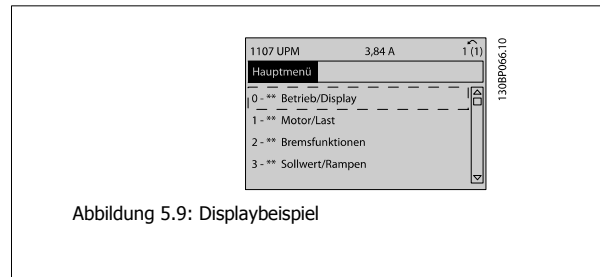 1107 UPM 3,84 A 1 (1)
Hauptmenü
0 - ** Betrieb/Display
1 - ** Motor/Last
2 - ** Bremsfunktionen
3 - ** Sollwert/Rampen
130BP066.10
Abbildung 5.9: Displaybeispiel